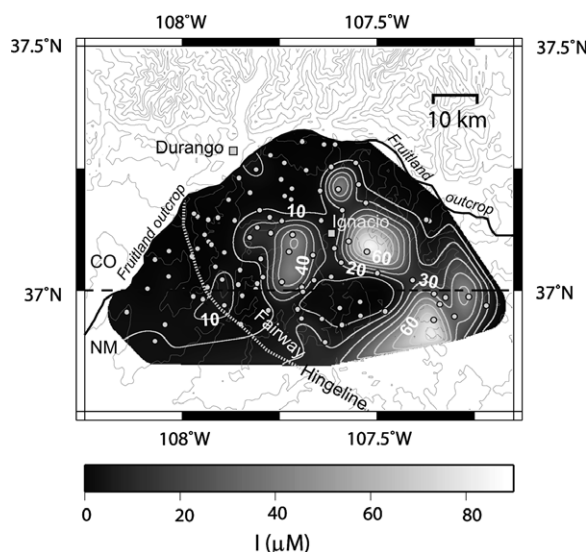 108°W 107.5°W
37.5°N 37.5°N
10 km
Durango
Fruitland outcrop
10
Ignacio
Fruitland outcrop
60
40
20
CO
30
37°N 37°N
10
60
NM
Fairway
Hingeline
108°W 107.5°W
0 20 40 60 80
I (μM)